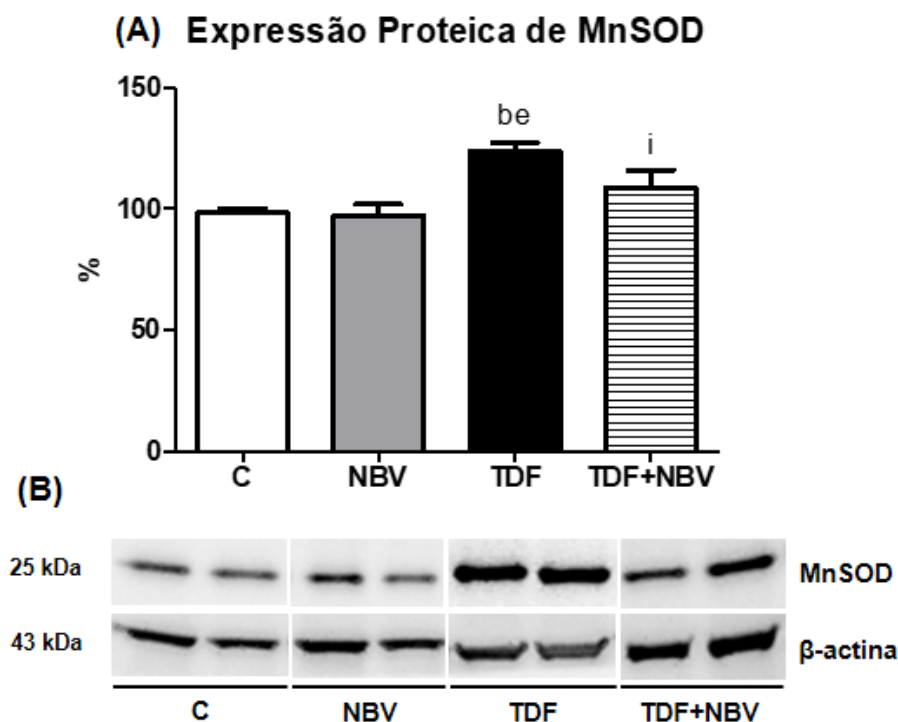 (A) Expressão Proteica de MnSOD
150
be
i
100
%
50
0
C NBV TDF TDF+NBV
(B)
25 kDa MnSOD
43 kDa β-actina
C NBV TDF TDF+NBV